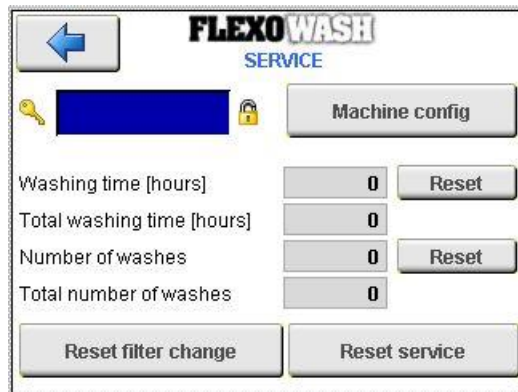 FLEXOWASH
SERVICE
Machine config
Washing time [hours] 0 Reset
Total washing time [hours] 0
Number of washes 0 Reset
Total number of washes 0
Reset filter change Reset service